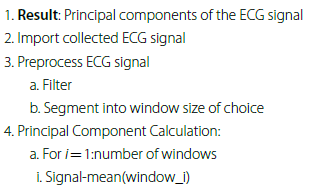 1. Result: Principal components of the ECG signal
2. Import collected ECG signal
3. Preprocess ECG signal
a. Filter
b. Segment into window size of choice
4. Principal Component Calculation:
a. For i=1:number of windows
i. Signal-mean(window_i)